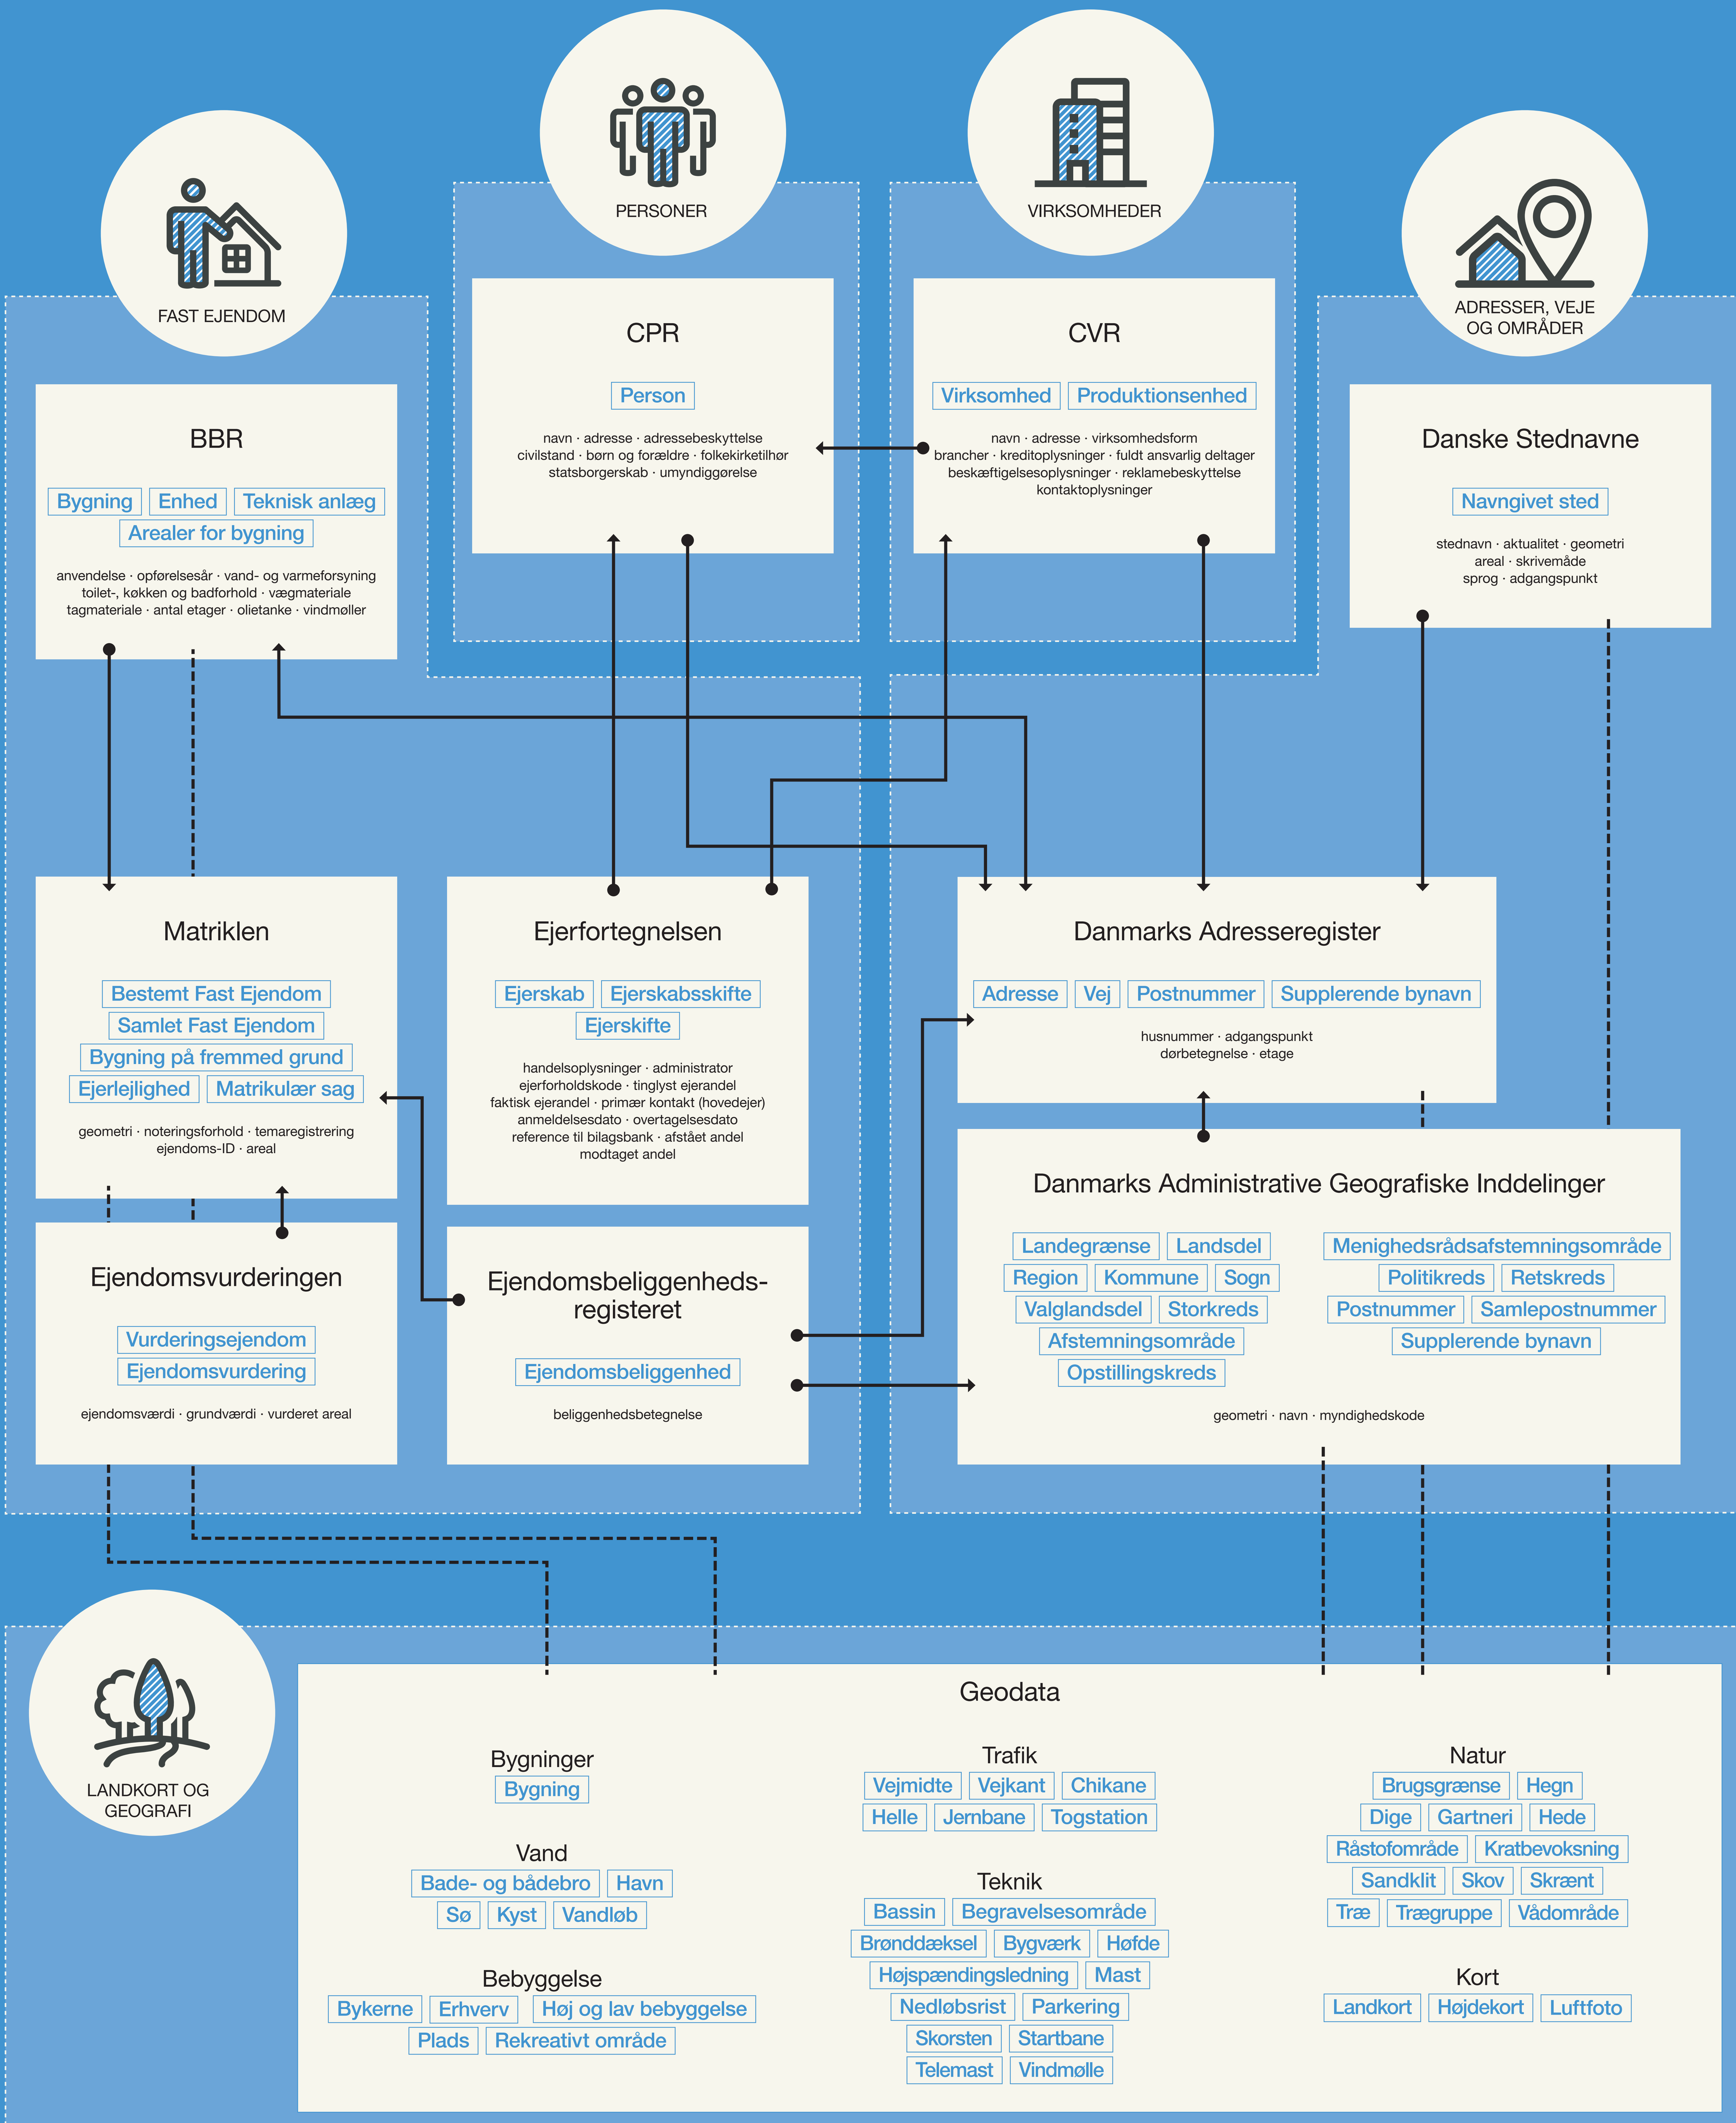 PERSONER
VIRKSOMHEDER
FAST EJENDOM
ADRESSER, VEJE
OG OMRÅDER
CPR
Person
navn · adresse · adressebeskyttelse
civilstand · børn og forældre · folkekirketilhør
statsborgerskab · umyndiggørelse
CVR
Virksomhed Produktionsenhed
navn · adresse · virksomhedsform
brancher · kreditoplysninger · fuldt ansvarlig deltager
beskæftigelsesoplysninger · reklamebeskyttelse
kontaktoplysninger
BBR
Bygning Enhed Teknisk anlæg
Arealer for bygning
anvendelse · opførelsesår · vand- og varmeforsyning
toilet-, køkken og badforhold · vægmateriale
tagmateriale · antal etager · olietanke · vindmøller
Danske Stednavne
Navngivet sted
stednavn · aktualitet · geometri
areal · skrivemåde
sprog · adgangspunkt
Matriklen
Bestemt Fast Ejendom
Samlet Fast Ejendom
Bygning på fremmed grund
Ejerlejlighed Matrikulær sag
geometri · noteringsforhold · temaregistrering
ejendoms-ID · areal
Ejerfortegnelsen
Ejerskab Ejerskabsskifte
Ejerskifte
handelsoplysninger · administrator
ejerforholdskode · tinglyst ejerandel
faktisk ejerandel · primær kontakt (hovedejer)
anmeldelsesdato · overtagelsesdato
reference til bilagsbank · afstået andel
modtaget andel
Danmarks Adresseregister
Adresse Vej Postnummer Supplerende bynavn
husnummer · adgangspunkt
dørbetegnelse · etage
Ejendomsvurderingen
Vurderingsejendom
Ejendomsvurdering
ejendomsværdi · grundværdi · vurderet areal
Ejendomsbeliggenheds-
registeret
Ejendomsbeliggenhed
beliggenhedsbetegnelse
Danmarks Administrative Geografiske Inddelinger
Landegrænse Landsdel
Region Kommune Sogn
Valglandsdel Storkreds
Afstemningsområde
Opstillingskreds
Menighedsrådsafstemningsområde
Politikreds Retskreds
Postnummer Samlepostnummer
Supplerende bynavn
geometri · navn · myndighedskode
LANDKORT OG
GEOGRAFI
Geodata
Bygninger
Bygning
Vand
Bade- og bådebro Havn
Sø Kyst Vandløb
Bebyggelse
Bykerne Erhverv Høj og lav bebyggelse
Plads Rekreativt område
Trafik
Vejmidte Vejkant Chikane
Helle Jernbane Togstation
Teknik
Bassin Begravelsesområde
Brønddæksel Bygværk Høfde
Højspændingsledning Mast
Nedløbsrist Parkering
Skorsten Startbane
Telemast Vindmølle
Natur
Brugsgrænse Hegn
Dige Gartneri Hede
Råstofområde Kratbevoksning
Sandklit Skov Skrænt
Træ Trægruppe Vådområde
Kort
Landkort Højdekort Luftfoto